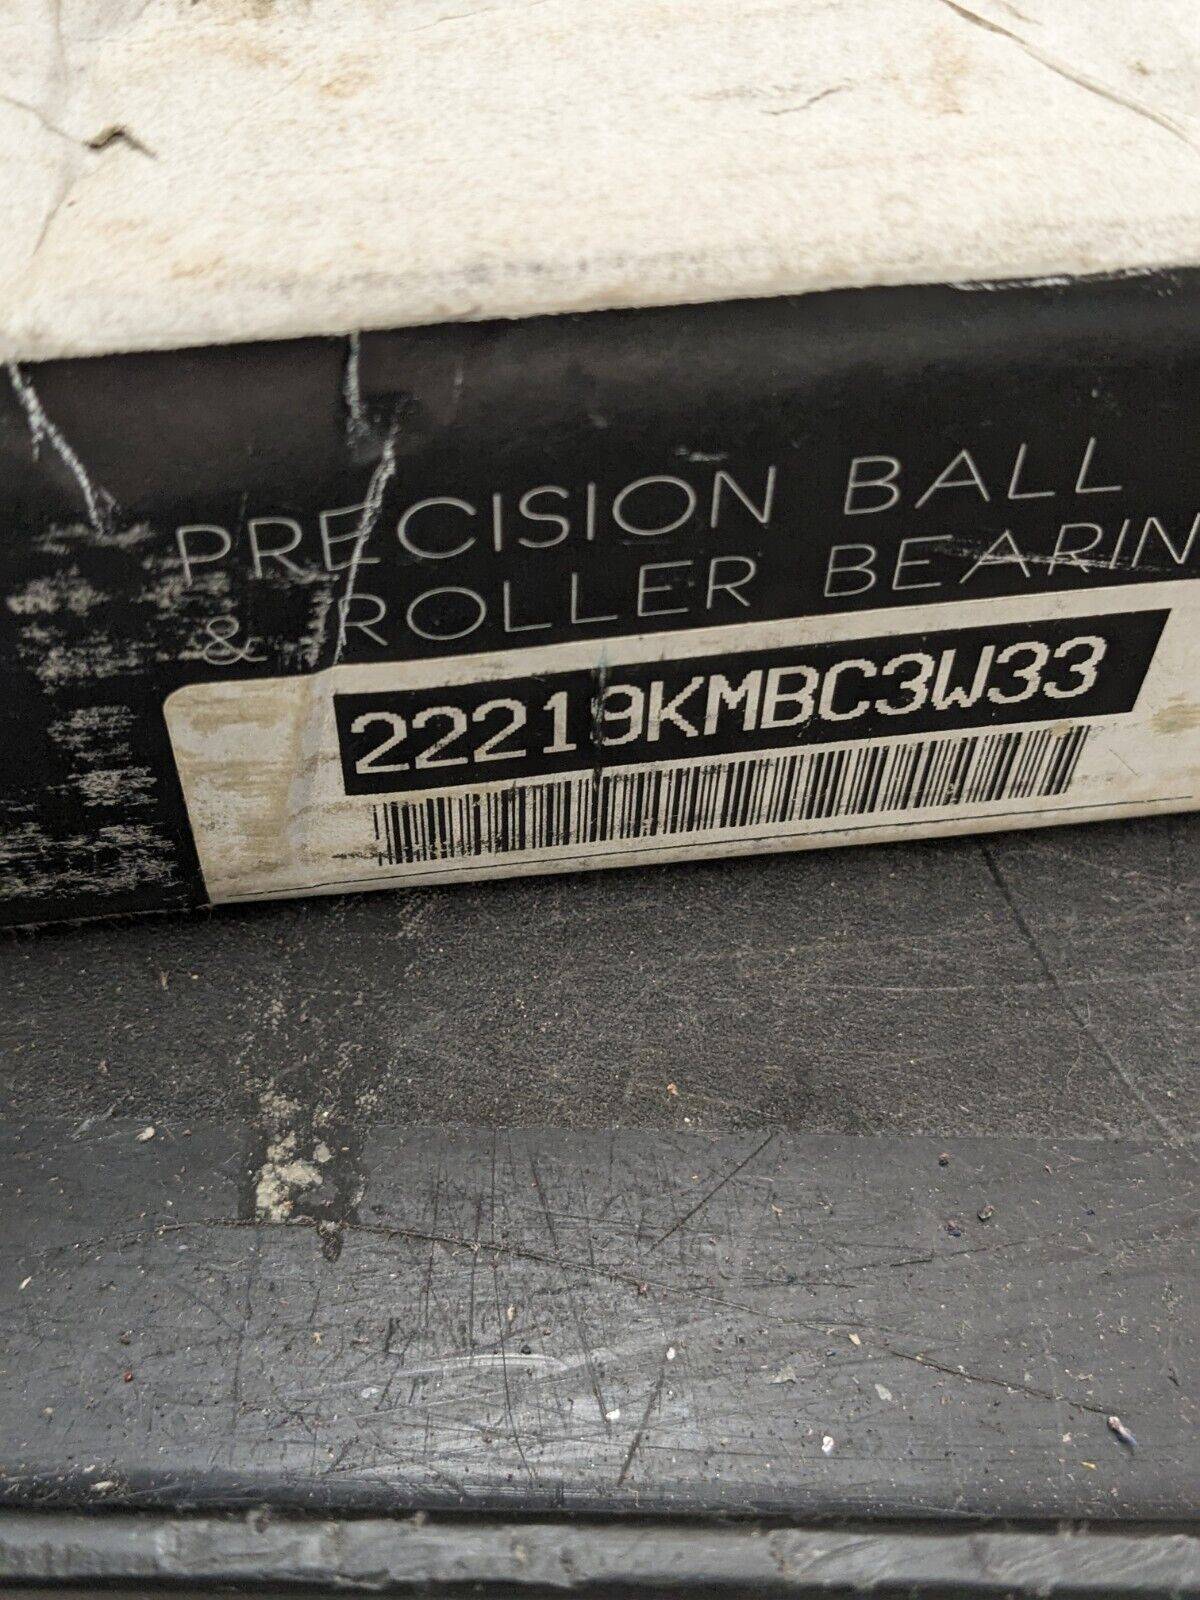 PRECISION BALL
& ROLLER BEARIN
22219KMBC3W33